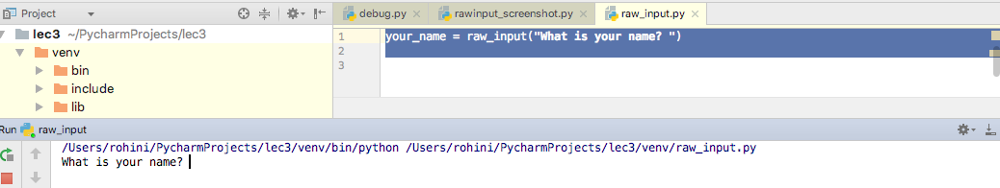 Project
debug.py
rawinput_screenshot.py
raw_input.py
lec3 ~/PycharmProjects/lec3
venv
bin
include
lib
1 your_name = raw_input("What is your name? ")
2
3
Run raw_input
/Users/rohini/PycharmProjects/lec3/venv/bin/python /Users/rohini/PycharmProjects/lec3/venv/raw_input.py
What is your name?